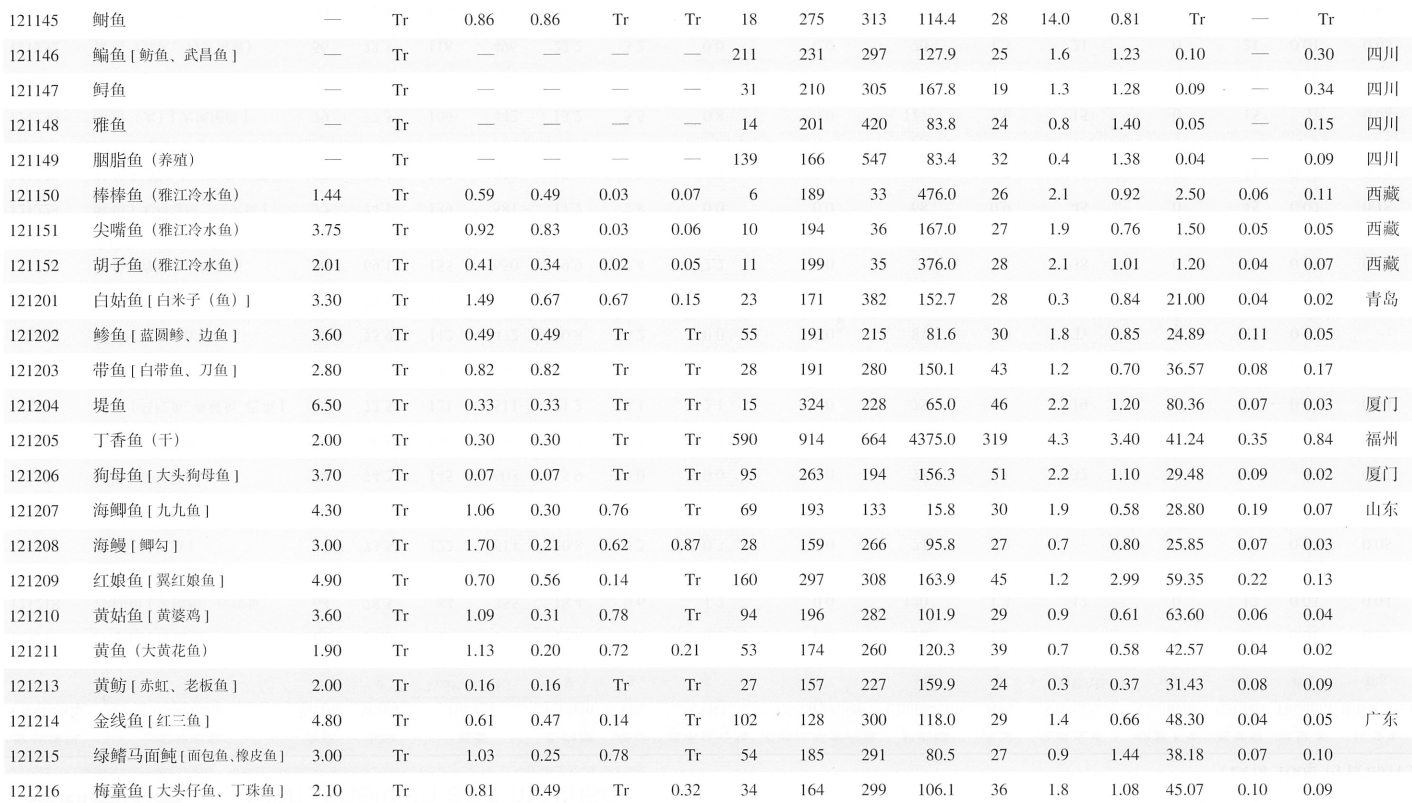 121145 鲥鱼 — Tr 0.86 0.86 Tr Tr 18 275 313 114.4 28 14.0 0.81 Tr — Tr
121146 鳊鱼 [ 鲂鱼、武昌鱼 ] — Tr — — — — 211 231 297 127.9 25 1.6 1.23 0.10 — 0.30 四川
121147 鲟鱼 — Tr — — — — 31 210 305 167.8 19 1.3 1.28 0.09 — 0.34 四川
121148 雅鱼 — Tr — — — — 14 201 420 83.8 24 0.8 1.40 0.05 — 0.15 四川
121149 胭脂鱼（养殖） — Tr — — — — 139 166 547 83.4 32 0.4 1.38 0.04 — 0.09 四川
121150 棒棒鱼（雅江冷水鱼） 1.44 Tr 0.59 0.49 0.03 0.07 6 189 33 476.0 26 2.1 0.92 2.50 0.06 0.11 西藏
121151 尖嘴鱼（雅江冷水鱼） 3.75 Tr 0.92 0.83 0.03 0.06 10 194 36 167.0 27 1.9 0.76 1.50 0.05 0.05 西藏
121152 胡子鱼（雅江冷水鱼） 2.01 Tr 0.41 0.34 0.02 0.05 11 199 35 376.0 28 2.1 1.01 1.20 0.04 0.07 西藏
121201 白姑鱼 [ 白米子（鱼）] 3.30 Tr 1.49 0.67 0.67 0.15 23 171 382 152.7 28 0.3 0.84 21.00 0.04 0.02 青岛
121202 鲹鱼 [ 蓝圆鲹、边鱼 ] 3.60 Tr 0.49 0.49 Tr Tr 55 191 215 81.6 30 1.8 0.85 24.89 0.11 0.05
121203 带鱼 [ 白带鱼、刀鱼 ] 2.80 Tr 0.82 0.82 Tr Tr 28 191 280 150.1 43 1.2 0.70 36.57 0.08 0.17
121204 堤鱼 6.50 Tr 0.33 0.33 Tr Tr 15 324 228 65.0 46 2.2 1.20 80.36 0.07 0.03 厦门
121205 丁香鱼（干） 2.00 Tr 0.30 0.30 Tr Tr 590 914 664 4375.0 319 4.3 3.40 41.24 0.35 0.84 福州
121206 狗母鱼 [ 大头狗母鱼 ] 3.70 Tr 0.07 0.07 Tr Tr 95 263 194 156.3 51 2.2 1.10 29.48 0.09 0.02 厦门
121207 海鲫鱼 [ 九九鱼 ] 4.30 Tr 1.06 0.30 0.76 Tr 69 193 133 15.8 30 1.9 0.58 28.80 0.19 0.07 山东
121208 海鳗 [ 鲫勾 ] 3.00 Tr 1.70 0.21 0.62 0.87 28 159 266 95.8 27 0.7 0.80 25.85 0.07 0.03
121209 红娘鱼 [ 翼红娘鱼 ] 4.90 Tr 0.70 0.56 0.14 Tr 160 297 308 163.9 45 1.2 2.99 59.35 0.22 0.13
121210 黄姑鱼 [ 黄婆鸡 ] 3.60 Tr 1.09 0.31 0.78 Tr 94 196 282 101.9 29 0.9 0.61 63.60 0.06 0.04
121211 黄鱼（大黄花鱼） 1.90 Tr 1.13 0.20 0.72 0.21 53 174 260 120.3 39 0.7 0.58 42.57 0.04 0.02
121213 黄鲂 [ 赤虹、老板鱼 ] 2.00 Tr 0.16 0.16 Tr Tr 27 157 227 159.9 24 0.3 0.37 31.43 0.08 0.09
121214 金线鱼 [ 红三鱼 ] 4.80 Tr 0.61 0.47 0.14 Tr 102 128 300 118.0 29 1.4 0.66 48.30 0.04 0.05 广东
121215 绿鳍马面鲀 [ 面包鱼、橡皮鱼 ] 3.00 Tr 1.03 0.25 0.78 Tr 54 185 291 80.5 27 0.9 1.44 38.18 0.07 0.10
121216 梅童鱼 [ 大头仔鱼、丁珠鱼 ] 2.10 Tr 0.81 0.49 Tr 0.32 34 164 299 106.1 36 1.8 1.08 45.07 0.10 0.09